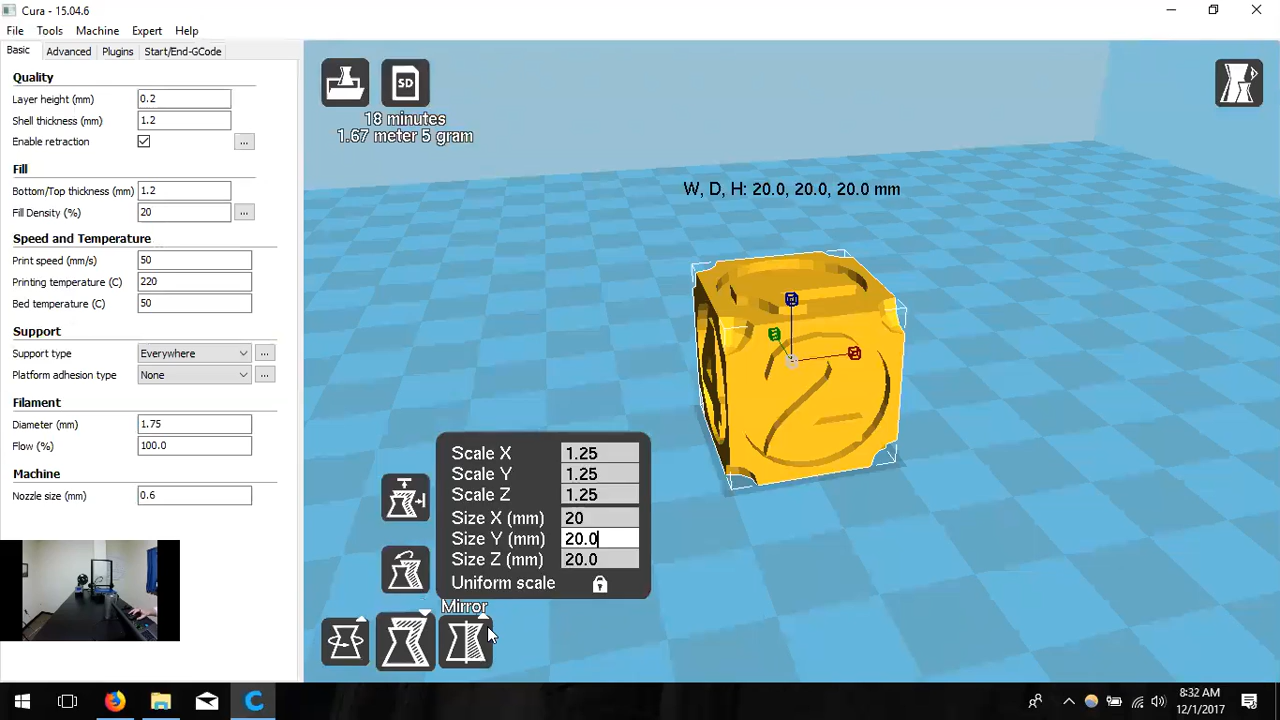 Cura - 15.04.6
File Tools Machine Expert Help
Basic Advanced Plugins Start/End-GCode
Quality
Layer height (mm) 0.2
Shell thickness (mm) 1.2
Enable retraction ...
Fill
Bottom/Top thickness (mm) 1.2
Fill Density (%) 20 ...
Speed and Temperature
Print speed (mm/s) 50
Printing temperature (C) 220
Bed temperature (C) 50
Support
Support type Everywhere ...
Platform adhesion type None ...
Filament
Diameter (mm) 1.75
Flow (%) 100.0
Machine
Nozzle size (mm) 0.6
SD
18 minutes
1.67 meter 5 gram
W, D, H: 20.0, 20.0, 20.0 mm
2
Scale X 1.25
Scale Y 1.25
Scale Z 1.25
Size X (mm) 20
Size Y (mm) 20.0
Size Z (mm) 20.0
Uniform scale
Mirror
8:32 AM
12/1/2017